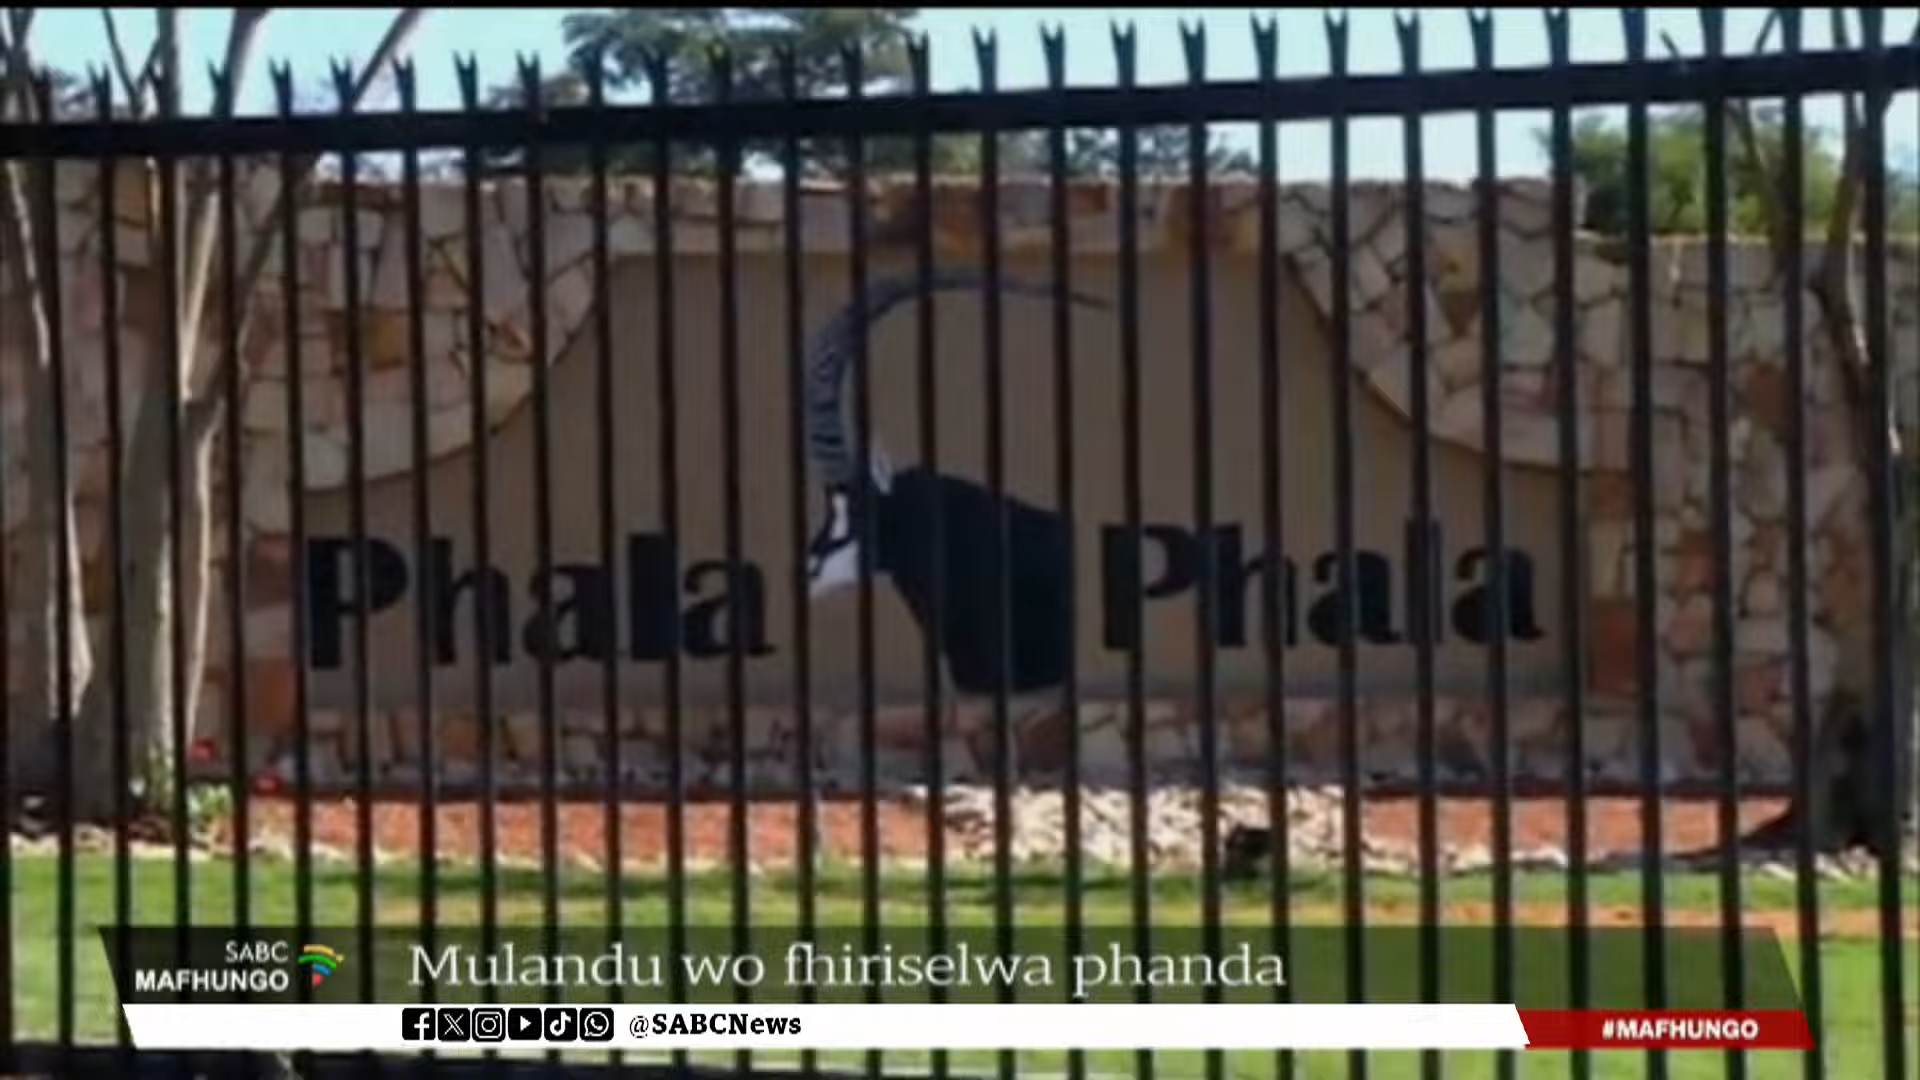 Phala Phala
SABC
MAFHUNGO
Mulandu wo fhiriselwa phanda
@SABCNews
#MAFHUNGO